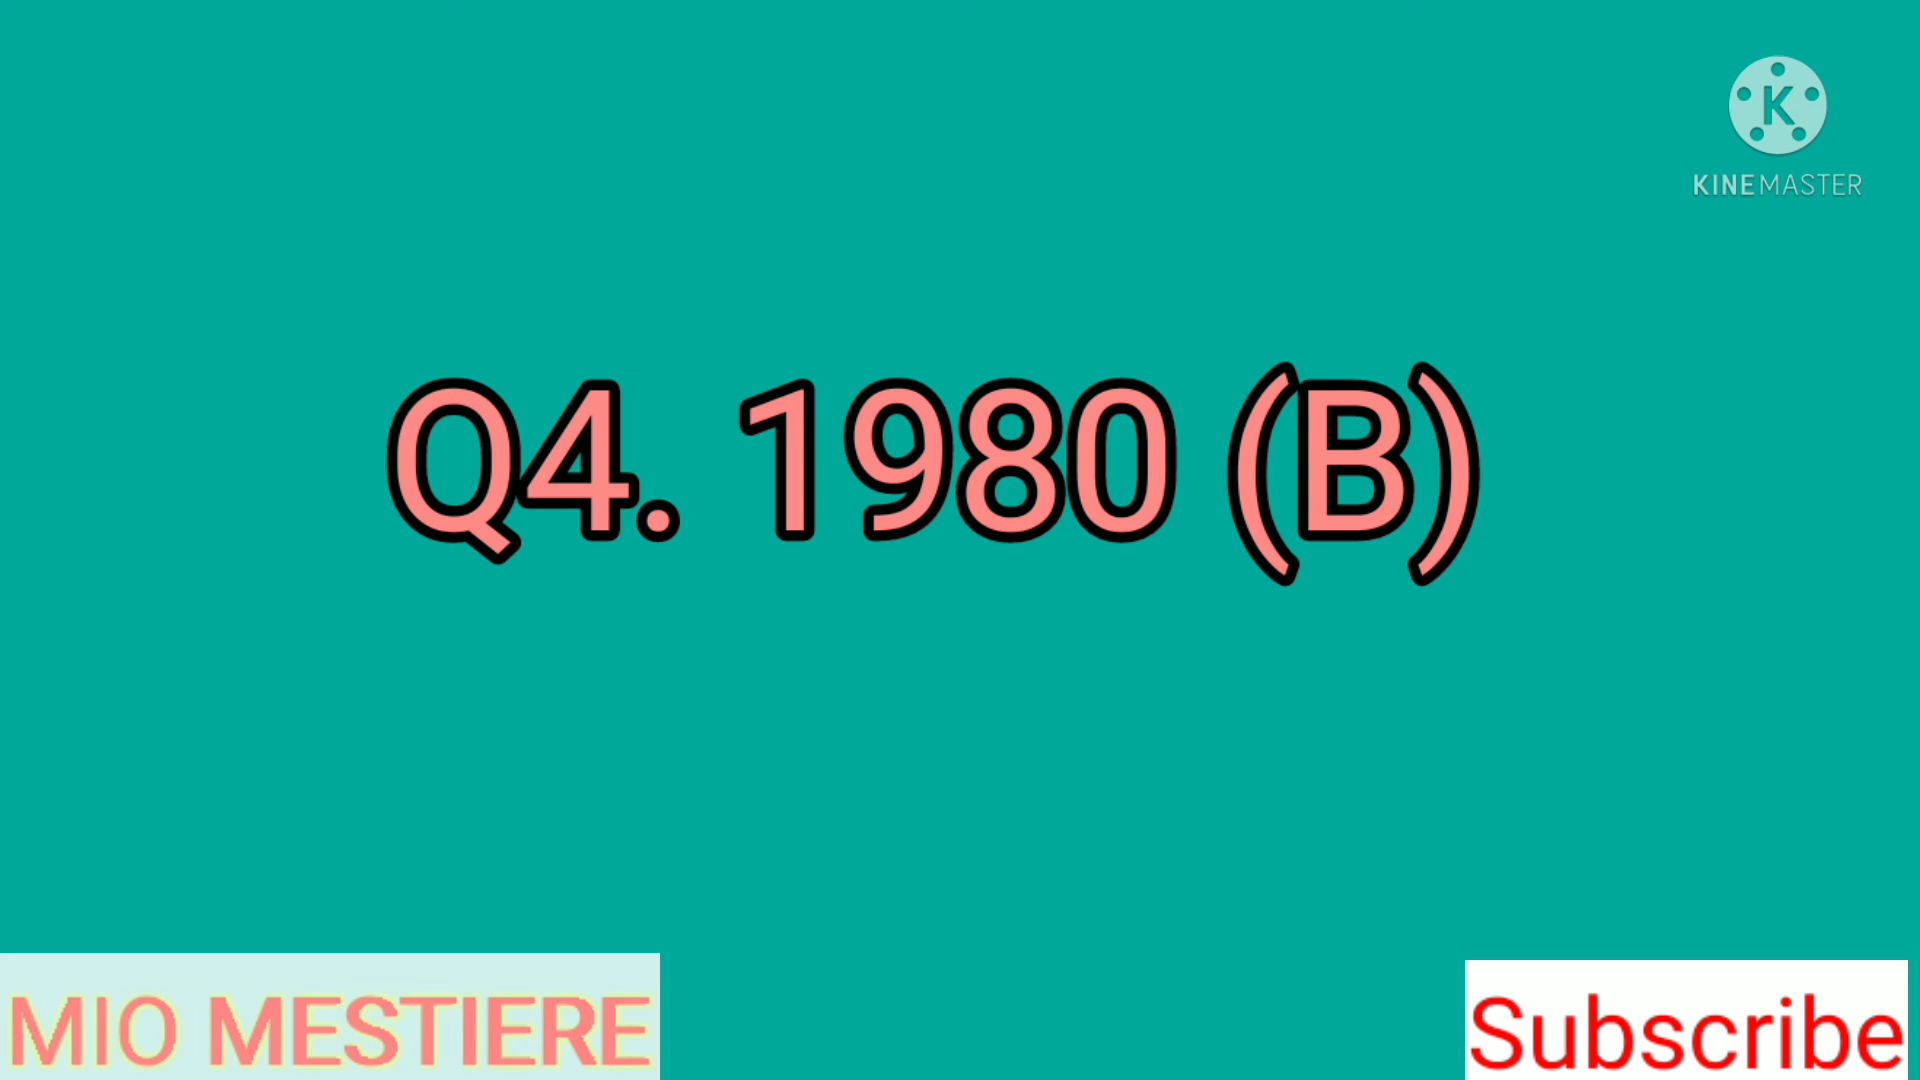 K
KINEMASTER
Q4. 1980 (B)
MIO MESTIERE
Subscribe